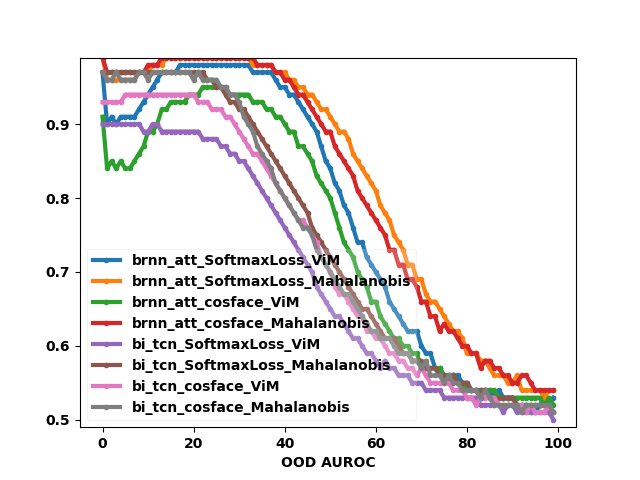 0.9
0.8
0.7
0.6
0.5
brnn_att_SoftmaxLoss_ViM
brnn_att_SoftmaxLoss_Mahalanobis
brnn_att_cosface_ViM
brnn_att_cosface_Mahalanobis
bi_tcn_SoftmaxLoss_ViM
bi_tcn_SoftmaxLoss_Mahalanobis
bi_tcn_cosface_ViM
bi_tcn_cosface_Mahalanobis
0 20 40 60 80 100
OOD AUROC